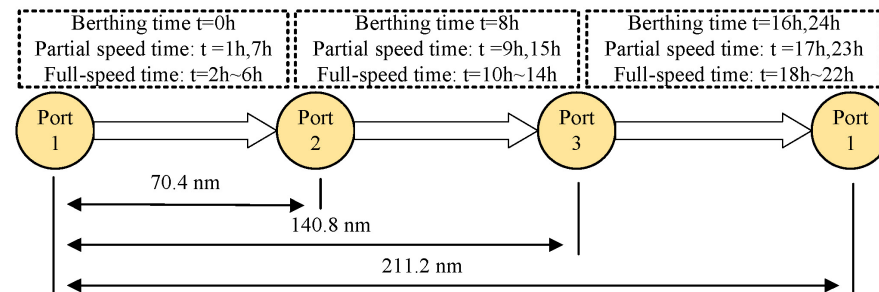 Berthing time t=0h
Partial speed time: t =1h,7h
Full-speed time: t=2h~6h
Berthing time t=8h
Partial speed time: t =9h,15h
Full-speed time: t=10h~14h
Berthing time t=16h,24h
Partial speed time: t =17h,23h
Full-speed time: t=18h~22h
Port
1
Port
2
Port
3
Port
1
70.4 nm
140.8 nm
211.2 nm